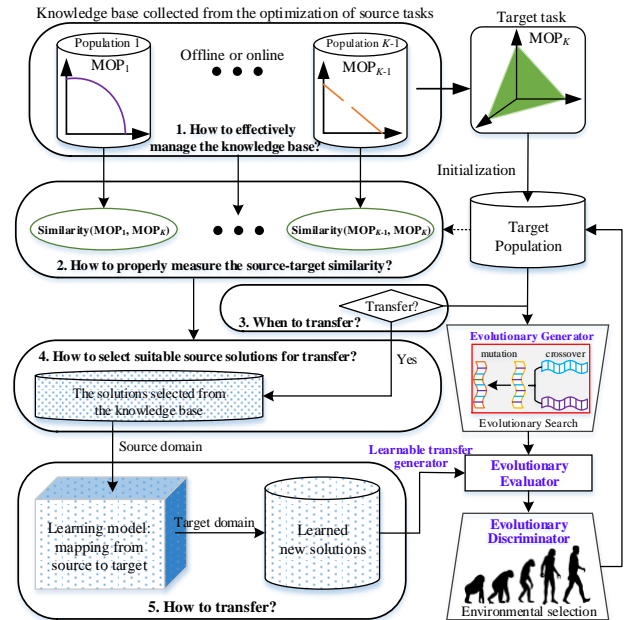 Knowledge base collected from the optimization of source tasks
Population 1
MOP1
Offline or online
Population K-1
MOPK-1
1. How to effectively
manage the knowledge base?
Target task
MOPK
Initialization
Similarity(MOP1, MOPK)
Similarity(MOPK-1, MOPK)
2. How to properly measure the source-target similarity?
Target
Population
Transfer?
3. When to transfer?
Yes
4. How to select suitable source solutions for transfer?
The solutions selected from
the knowledge base
Evolutionary Generator
mutation
crossover
Evolutionary Search
Source domain
Learnable transfer
generator
Evolutionary
Evaluator
Learning model:
mapping from
source to target
Target domain
Learned
new solutions
5. How to transfer?
Evolutionary
Discriminator
Environmental selection